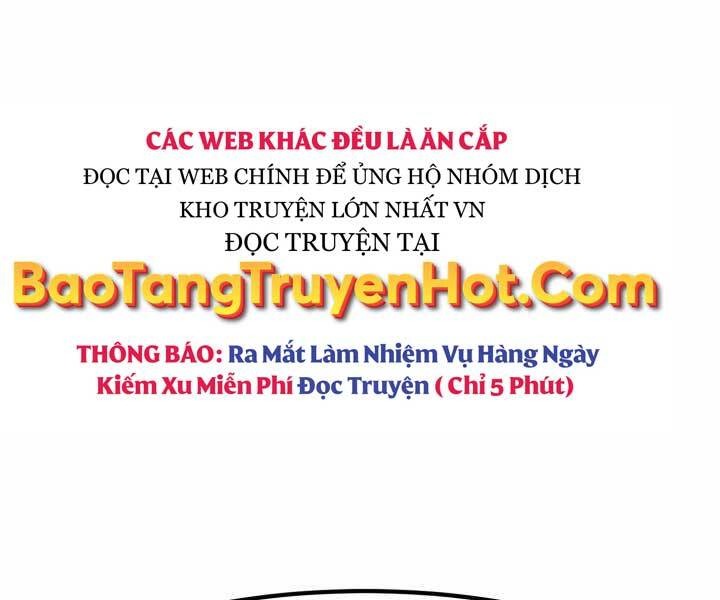 CÁC WEB KHÁC ĐỀU LÀ ĂN CẮP
ĐỌC TẠI WEB CHÍNH ĐỂ ỦNG HỘ NHÓM DỊCH
KHO TRUYỆN LỚN NHẤT VN
ĐỌC TRUYỆN TẠI
BaoTangTruyenHot.Com
THÔNG BÁO: Ra Mắt Làm Nhiệm Vụ Hàng Ngày
Kiếm Xu Miễn Phí Đọc Truyện ( Chỉ 5 Phút)